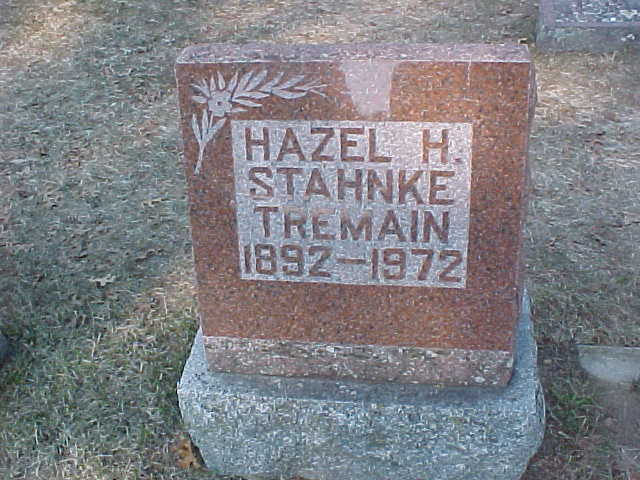 HAZEL H.
STAHNKE
TREMAIN
1892-1972